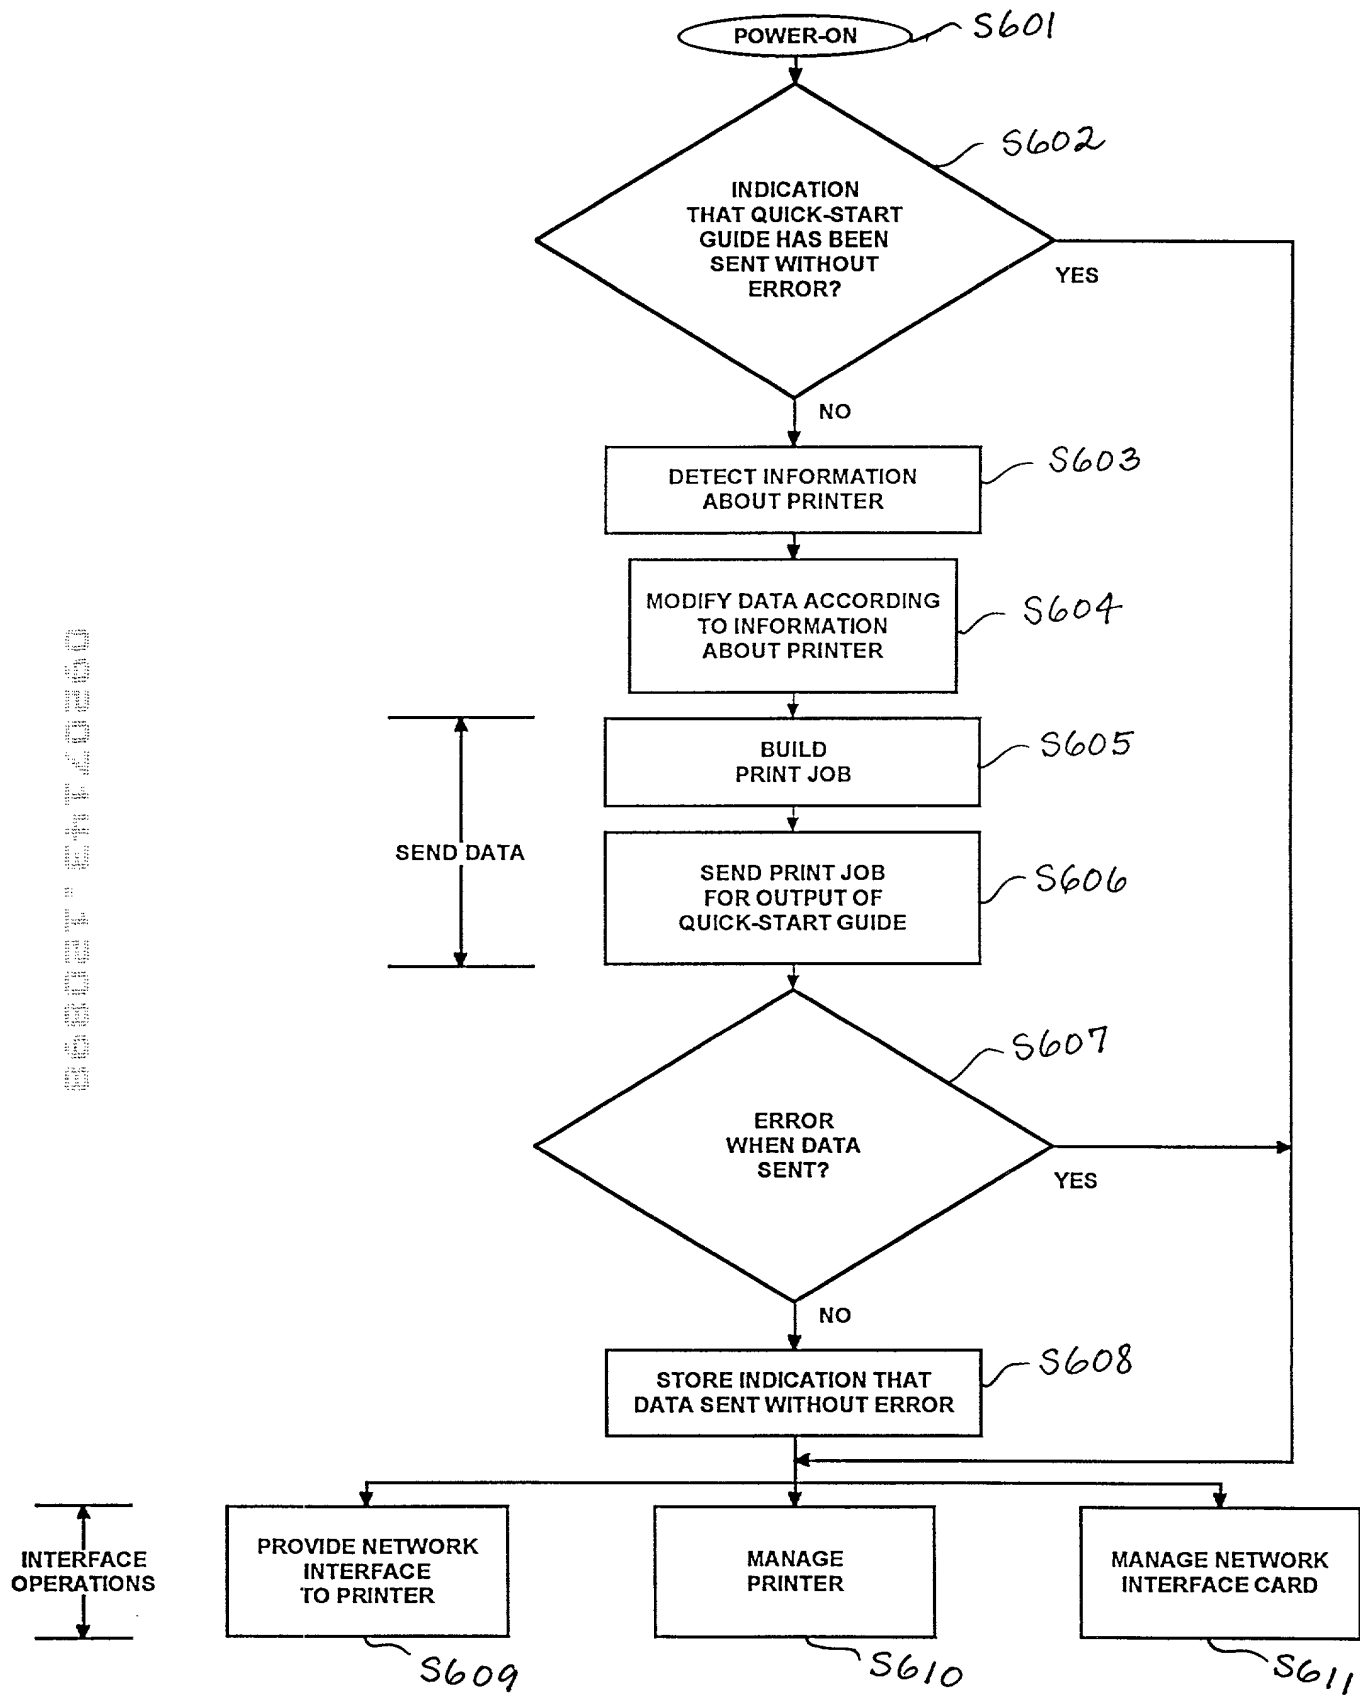 POWER-ON
S601
S602
INDICATION
THAT QUICK-START
GUIDE HAS BEEN
SENT WITHOUT
ERROR?
YES
NO
S603
DETECT INFORMATION
ABOUT PRINTER
S604
MODIFY DATA ACCORDING
TO INFORMATION
ABOUT PRINTER
S605
BUILD
PRINT JOB
SEND DATA
S606
SEND PRINT JOB
FOR OUTPUT OF
QUICK-START GUIDE
S607
ERROR
WHEN DATA
SENT?
YES
NO
S608
STORE INDICATION THAT
DATA SENT WITHOUT ERROR
INTERFACE
OPERATIONS
PROVIDE NETWORK
INTERFACE
TO PRINTER
MANAGE
PRINTER
MANAGE NETWORK
INTERFACE CARD
S609
S610
S611